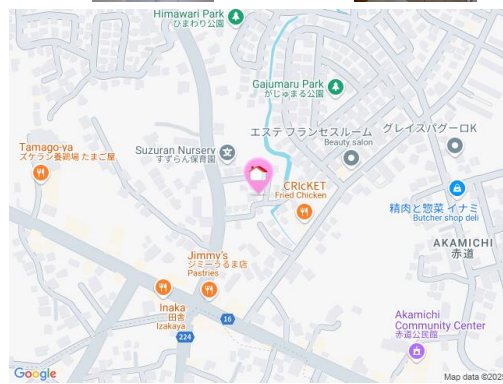 Himawari Park
ひまわり公園
Gajumaru Park
がじゅまる公園
エステ フランセスルーム
Beauty salon
グレイスパグーロK
Suzuran Nursery
すずらん保育園
Tamago-ya
ズケラン養鶏場 たまご屋
CRIcKET
Fried Chicken
精肉と惣菜 イナミ
Butcher shop deli
AKAMICHI
赤道
Jimmy's
ジミーうるま店
Pastries
Inaka
田舎
Izakaya
16
224
Akamichi
Community Center
赤道公民館
Google
Map data ©202